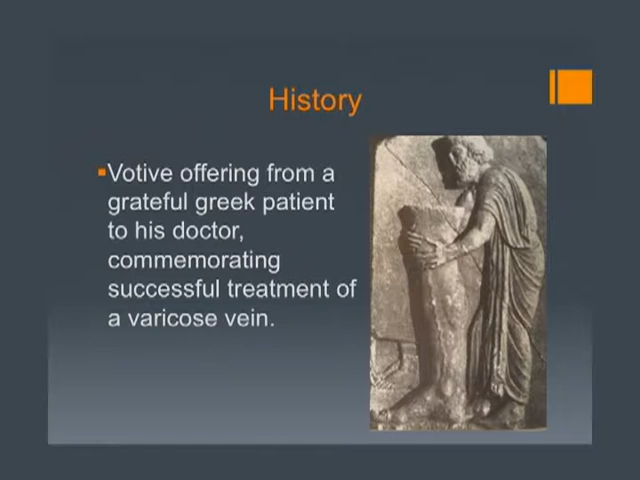 History
Votive offering from a
grateful greek patient
to his doctor,
commemorating
successful treatment of
a varicose vein.